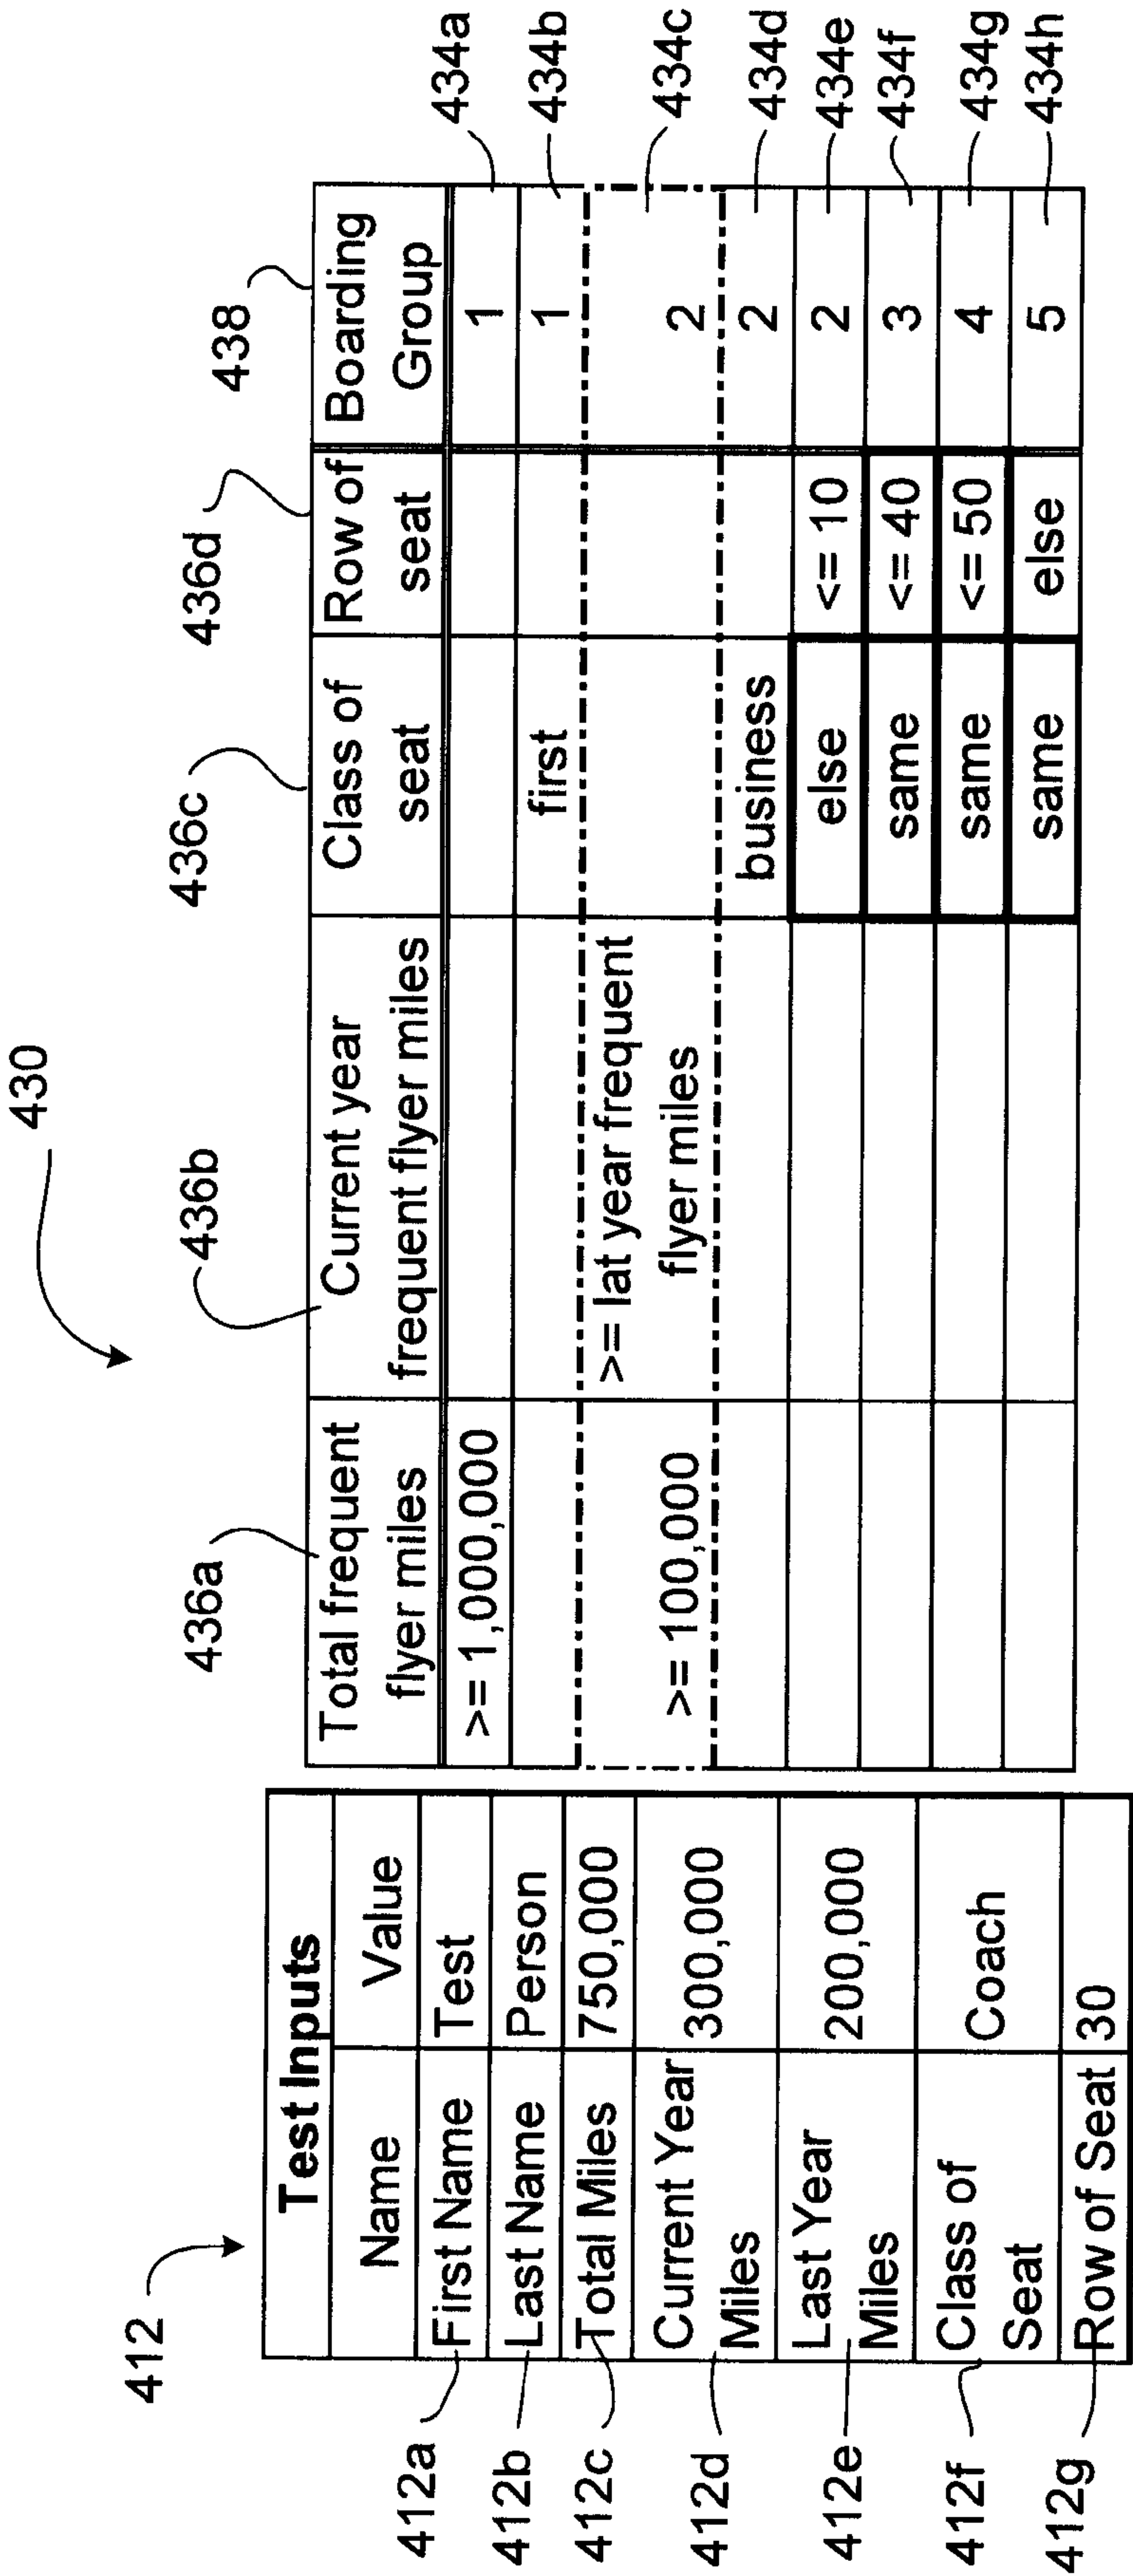 430
412
Test Inputs
Name Value
412a First Name Test
412b Last Name Person
412c Total Miles 750,000
412d Current Year
Miles 300,000
412e Last Year
Miles 200,000
412f Class of
Seat Coach
412g Row of Seat 30
436a 436b 436c 436d 438
Total frequent Current year Class of Row of Boarding
flyer miles frequent flyer miles seat seat Group
>= 1,000,000 1 434a
first 1 434b
>= lat year frequent
>= 100,000 flyer miles 2 434c
business 2 434d
else <= 10 2 434e
same <= 40 3 434f
same <= 50 4 434g
same else 5 434h